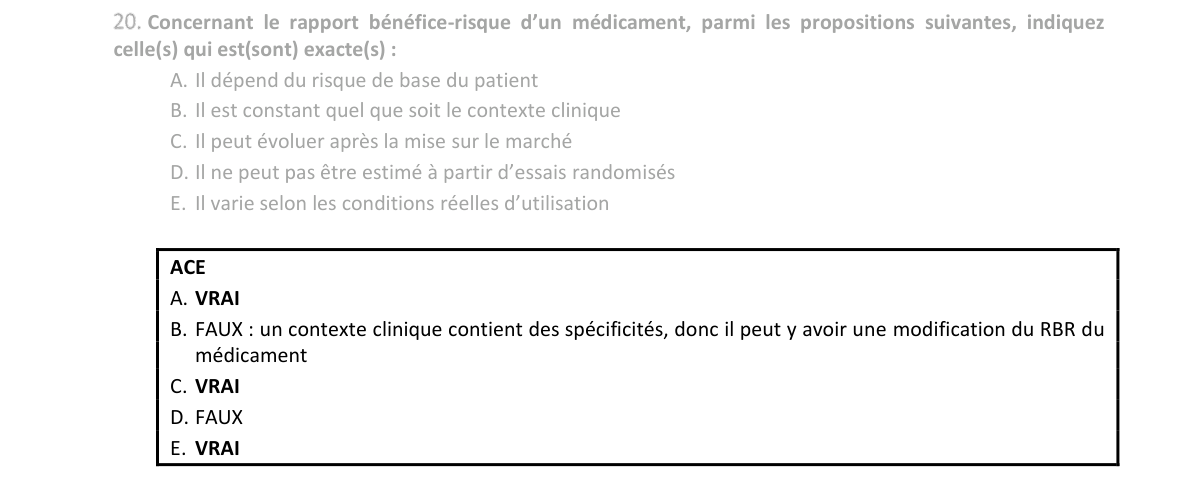 20. Concernant le rapport bénéfice-risque d’un médicament, parmi les propositions suivantes, indiquez
celle(s) qui est(sont) exacte(s) :
A. Il dépend du risque de base du patient
B. Il est constant quel que soit le contexte clinique
C. Il peut évoluer après la mise sur le marché
D. Il ne peut pas être estimé à partir d’essais randomisés
E. Il varie selon les conditions réelles d’utilisation
ACE
A. VRAI
B. FAUX : un contexte clinique contient des spécificités, donc il peut y avoir une modification du RBR du
médicament
C. VRAI
D. FAUX
E. VRAI